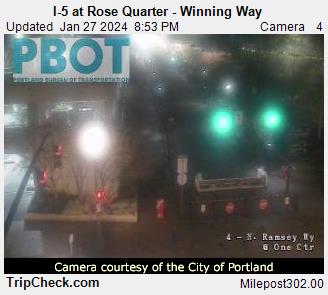 I-5 at Rose Quarter - Winning Way
Updated Jan 27 2024 8:53 PM Camera 4
PBOT
PORTLAND BUREAU OF TRANSPORTATION
4 - N. Ramsey Wy
@ One Ctr
Camera courtesy of the City of Portland
TripCheck.com Milepost302.00